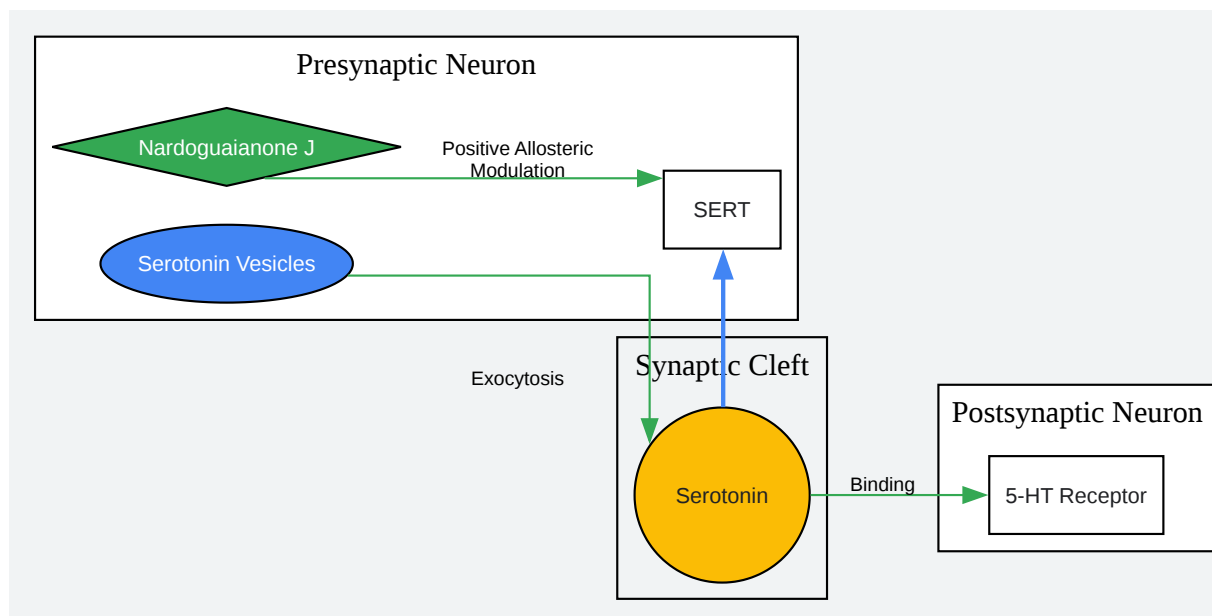 Presynaptic Neuron
Nardoguaianone J
Positive Allosteric
Modulation
SERT
Serotonin Vesicles
Exocytosis
Synaptic Cleft
Serotonin
Binding
Postsynaptic Neuron
5-HT Receptor